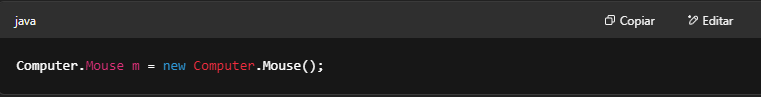 java
Copiar
Editar
Computer.Mouse m = new Computer.Mouse();